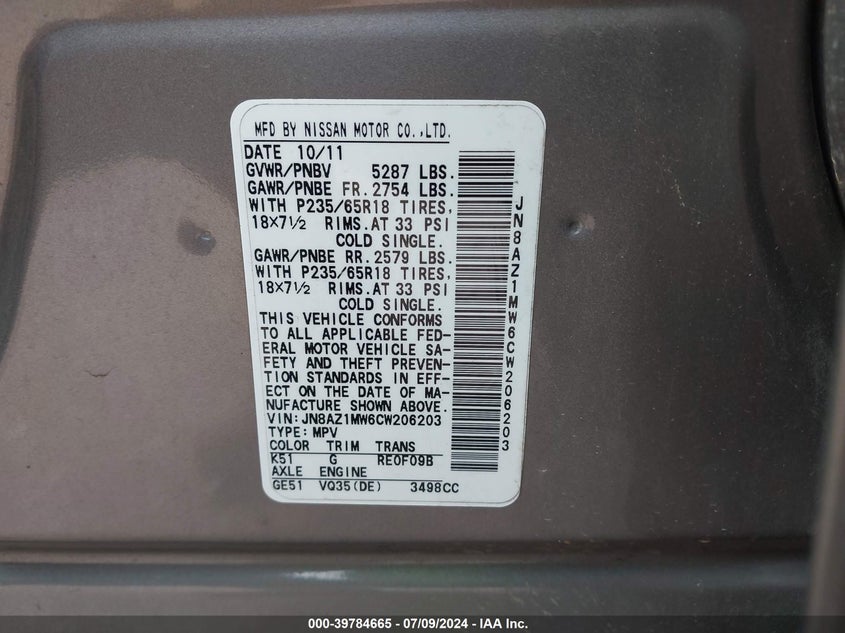 MFD BY NISSAN MOTOR CO.,LTD.
DATE 10/11
GVWR/PNBV 5287 LBS.
GAWR/PNBE FR. 2754 LBS.
WITH P235/65R18 TIRES,
18×7½ RIMS. AT 33 PSI
COLD SINGLE.
GAWR/PNBE RR. 2579 LBS.
WITH P235/65R18 TIRES,
18×7½ RIMS. AT 33 PSI
COLD SINGLE.
THIS VEHICLE CONFORMS
TO ALL APPLICABLE FED-
ERAL MOTOR VEHICLE SA-
FETY AND THEFT PREVEN-
TION STANDARDS IN EFF-
ECT ON THE DATE OF MA-
NUFACTURE SHOWN ABOVE.
VIN: JN8AZ1MW6CW206203
TYPE: MPV
COLOR TRIM TRANS
K51 G RE0F09B
AXLE ENGINE
GE51 VQ35(DE) 3498CC
JN8AZ1MW6CW206203
000-39784665 - 07/09/2024 - IAA Inc.